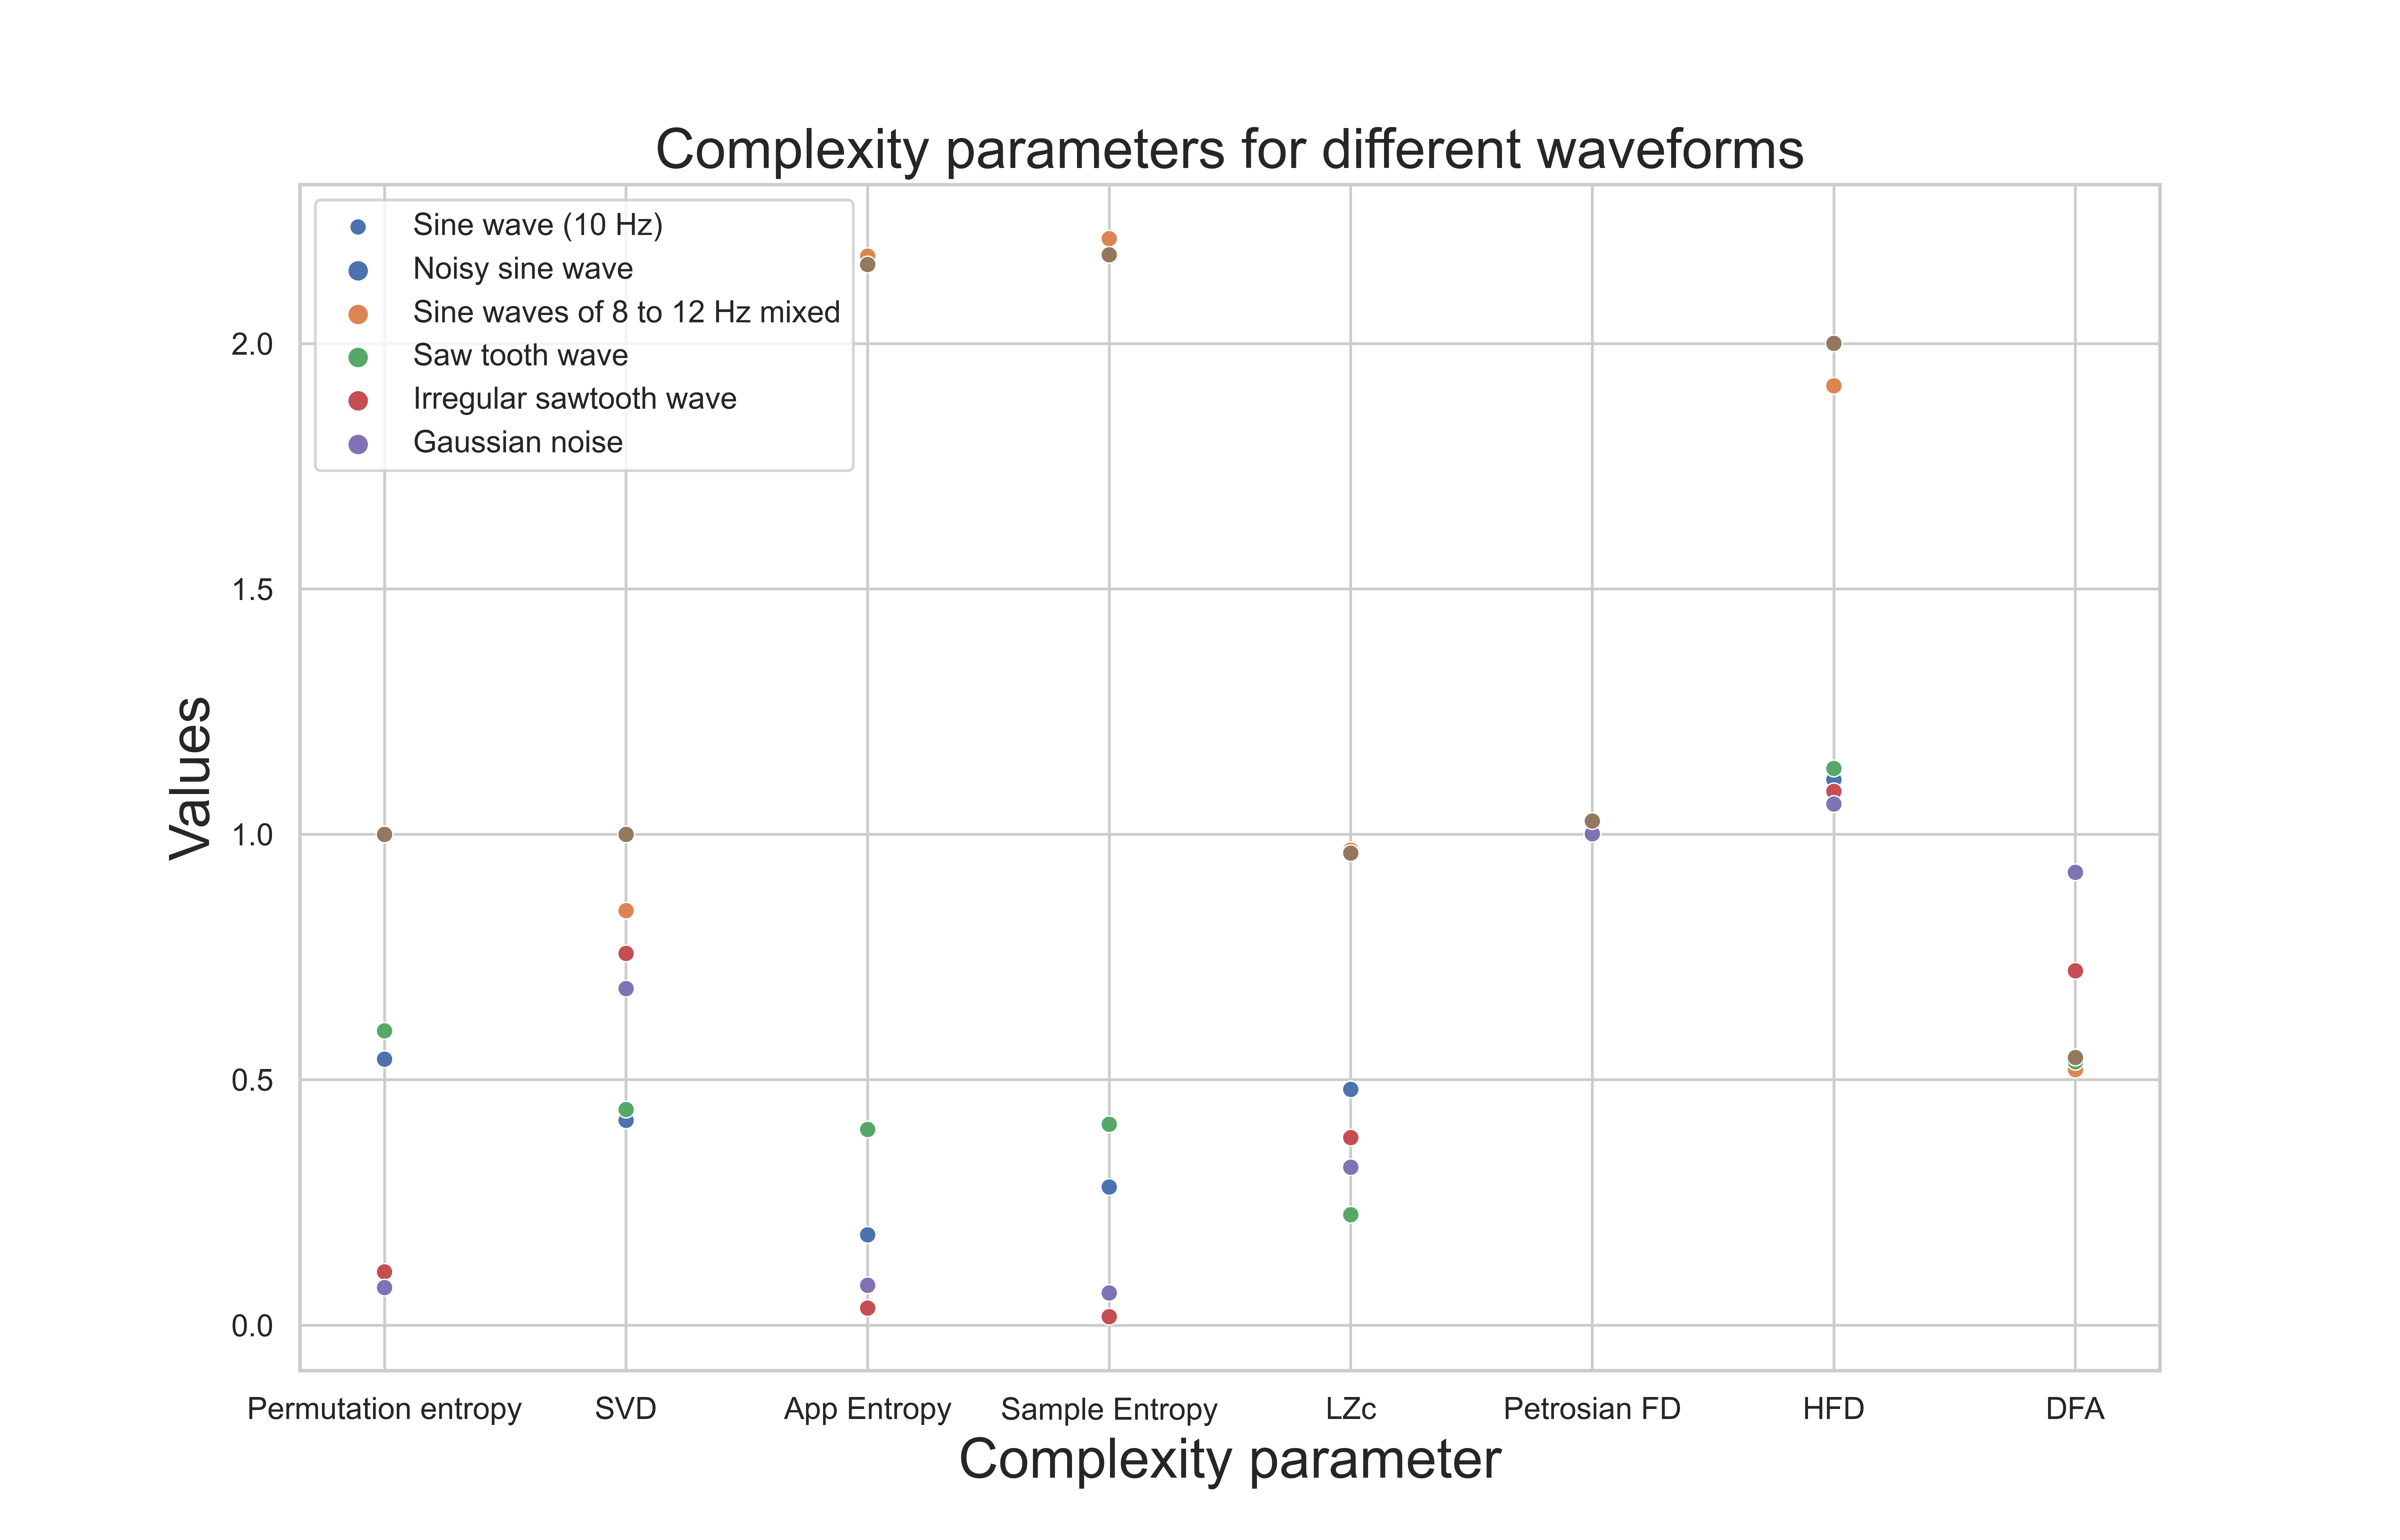 Complexity parameters for different waveforms
Sine wave (10 Hz)
Noisy sine wave
Sine waves of 8 to 12 Hz mixed
Saw tooth wave
Irregular sawtooth wave
Gaussian noise
2.0
1.5
1.0
0.5
0.0
Values
Permutation entropy SVD App Entropy Sample Entropy LZc Petrosian FD HFD DFA
Complexity parameter